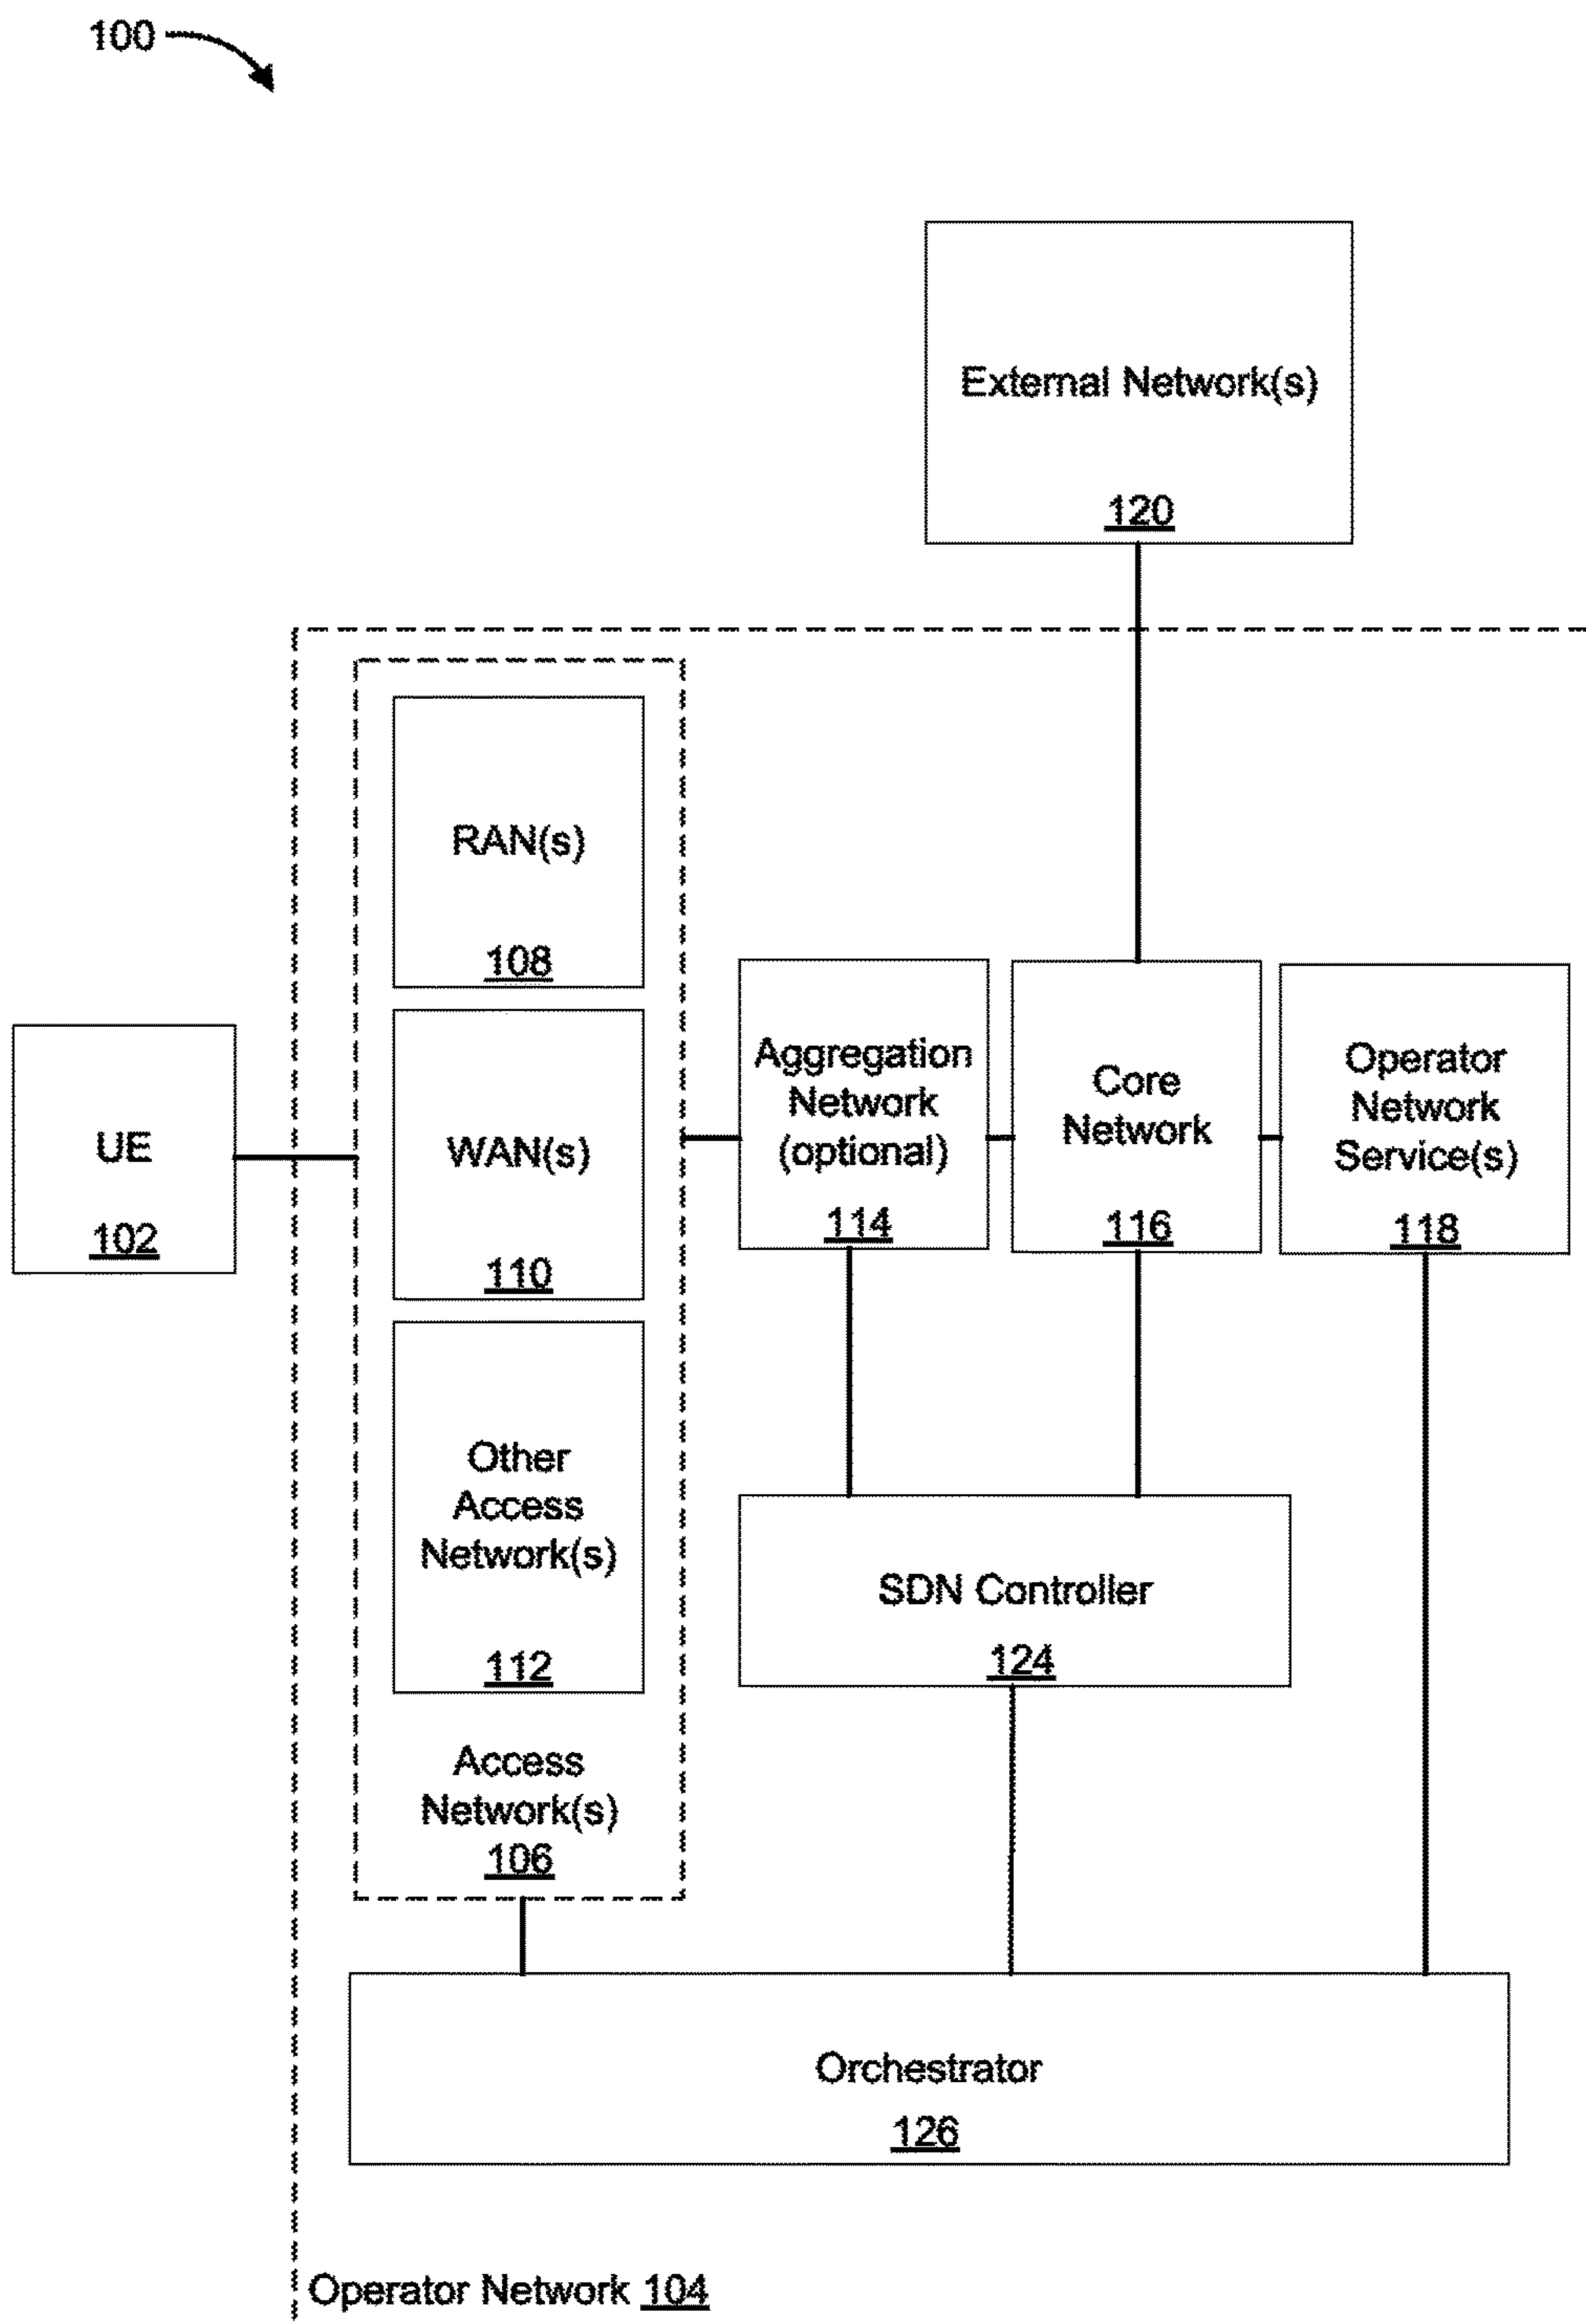 100
External Network(s)
120
RAN(s)
108
UE
102
WAN(s)
110
Aggregation
Network
(optional)
114
Core
Network
116
Operator
Network
Service(s)
118
Other
Access
Network(s)
112
SDN Controller
124
Access
Network(s)
106
Orchestrator
126
Operator Network 104